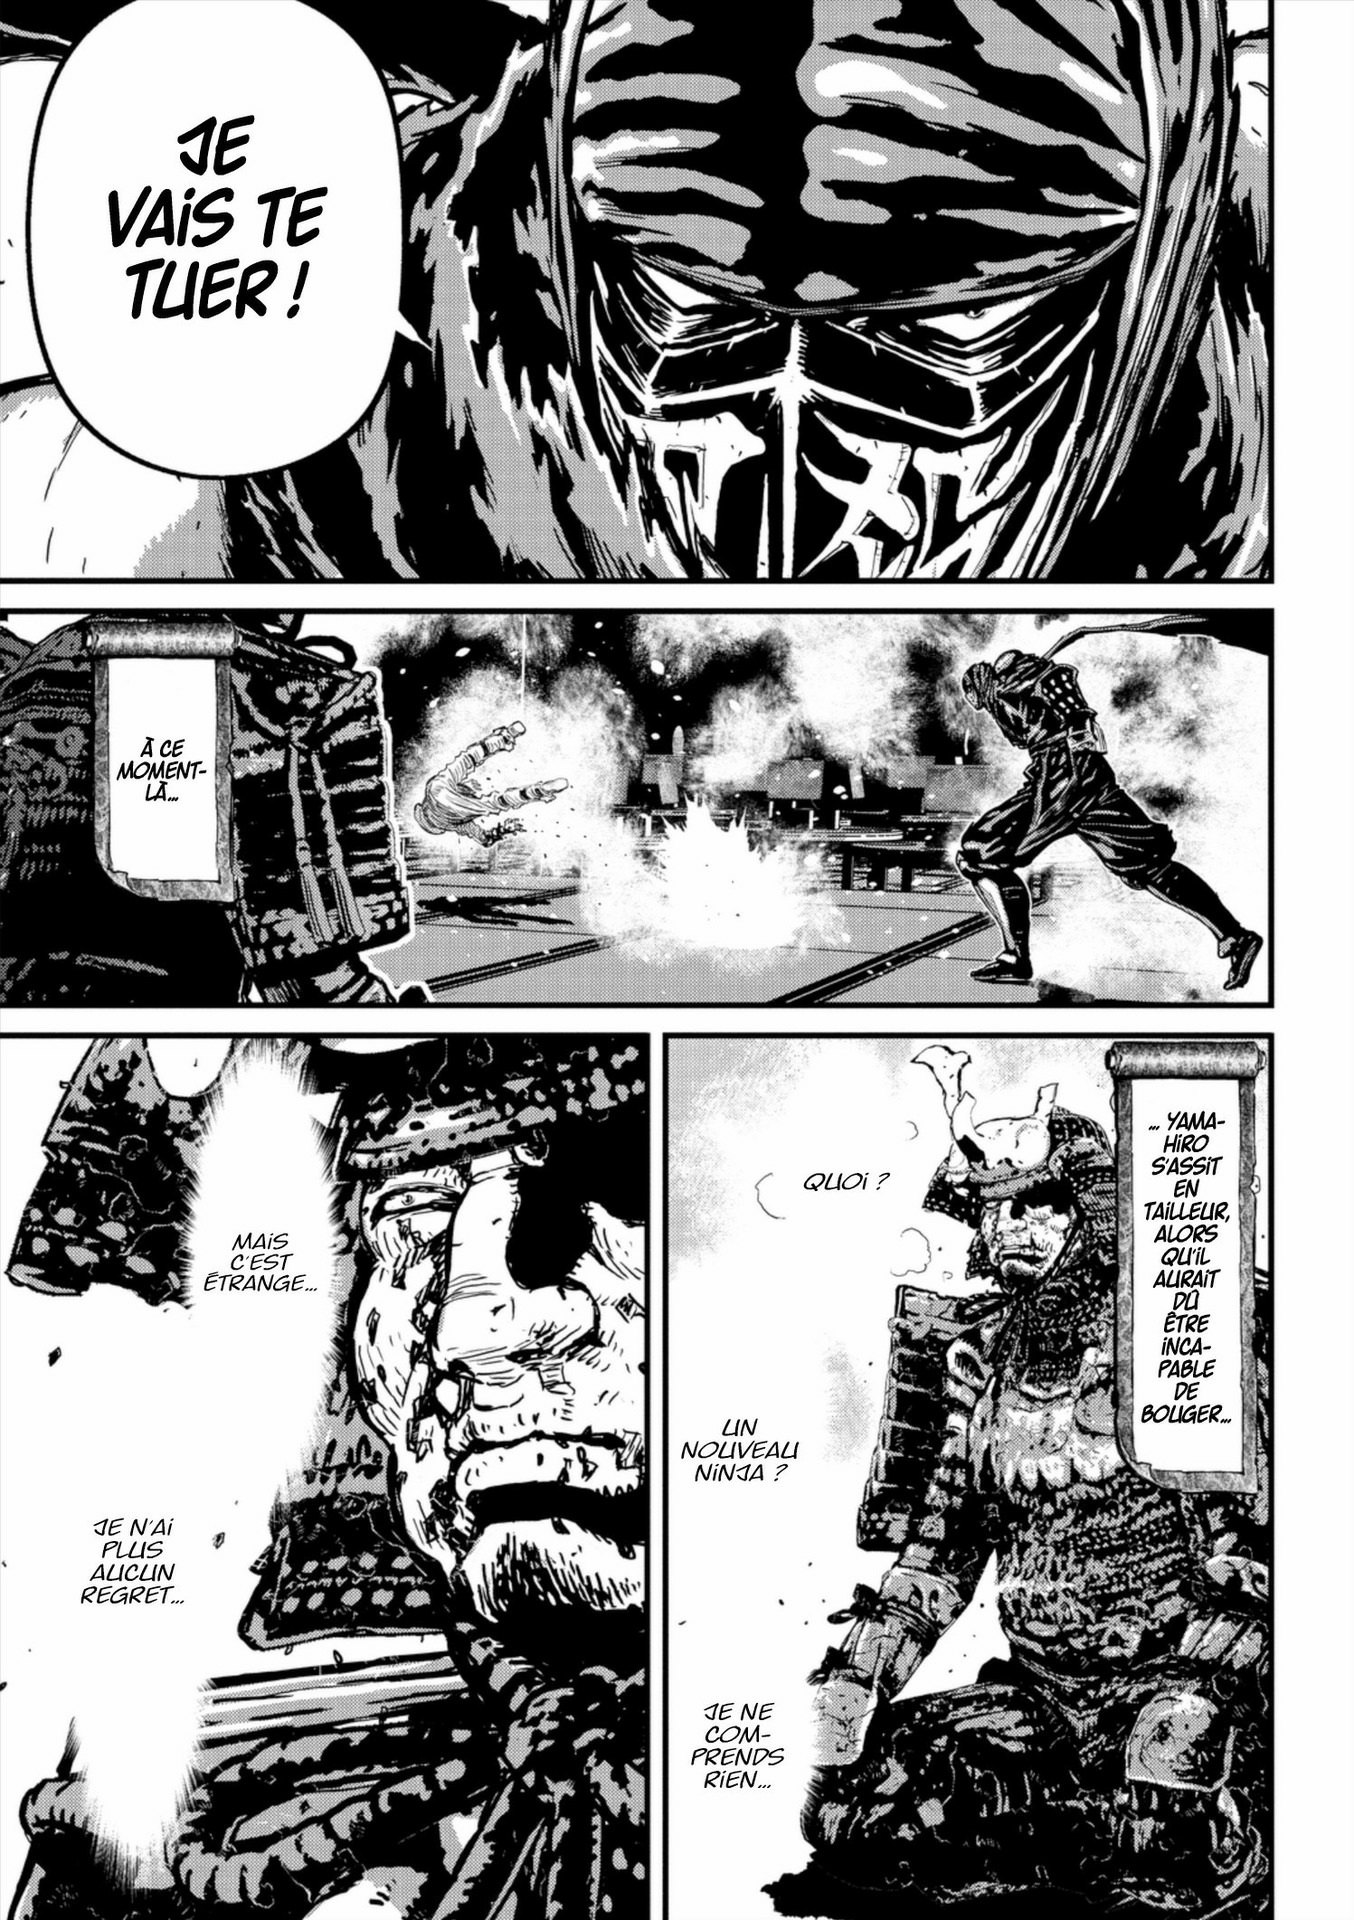 JE
VAIS TE
TUER !
À CE
MOMENT-
LÀ...
... YAMA-
HIRO
S'ASSIT
EN
TAILLEUR,
ALORS
QU'IL
AURAIT
DÛ
ÊTRE
INCA-
PABLE
DE
BOUGER...
QUOI ?
UN
NOUVEAU
NINJA ?
JE NE
COM-
PRENDS
RIEN...
MAIS
C'EST
ÉTRANGE...
JE N'AI
PLUS
AUCUN
REGRET...